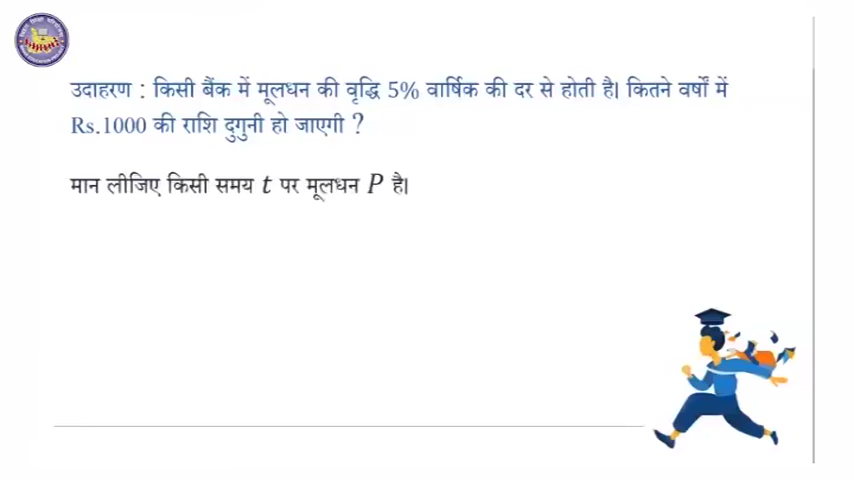 उदाहरण : किसी बैंक में मूलधन की वृद्धि 5% वार्षिक की दर से होती है। कितने वर्षों में
Rs.1000 की राशि दुगुनी हो जाएगी ?
मान लीजिए किसी समय t पर मूलधन P है।